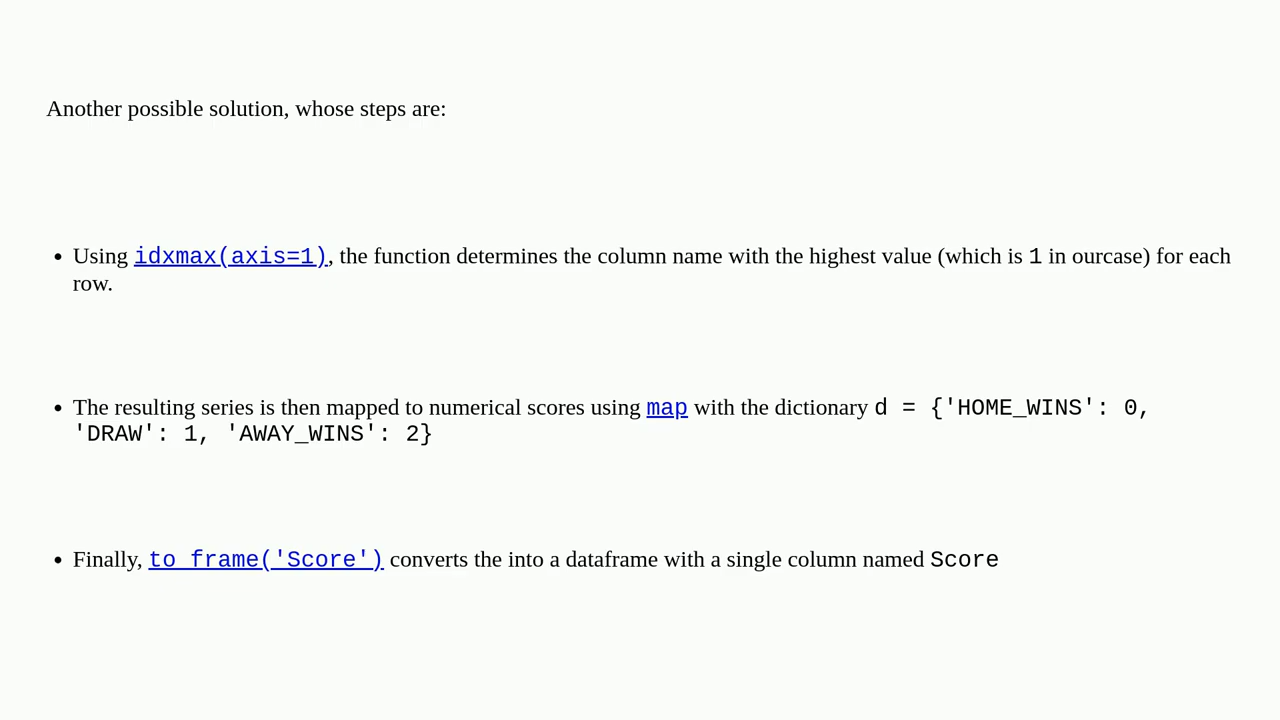 Another possible solution, whose steps are:
• Using idxmax(axis=1), the function determines the column name with the highest value (which is 1 in ourcase) for each
row.
• The resulting series is then mapped to numerical scores using map with the dictionary d = {'HOME_WINS': 0,
'DRAW': 1, 'AWAY_WINS': 2}
• Finally, to_frame('Score') converts the into a dataframe with a single column named Score